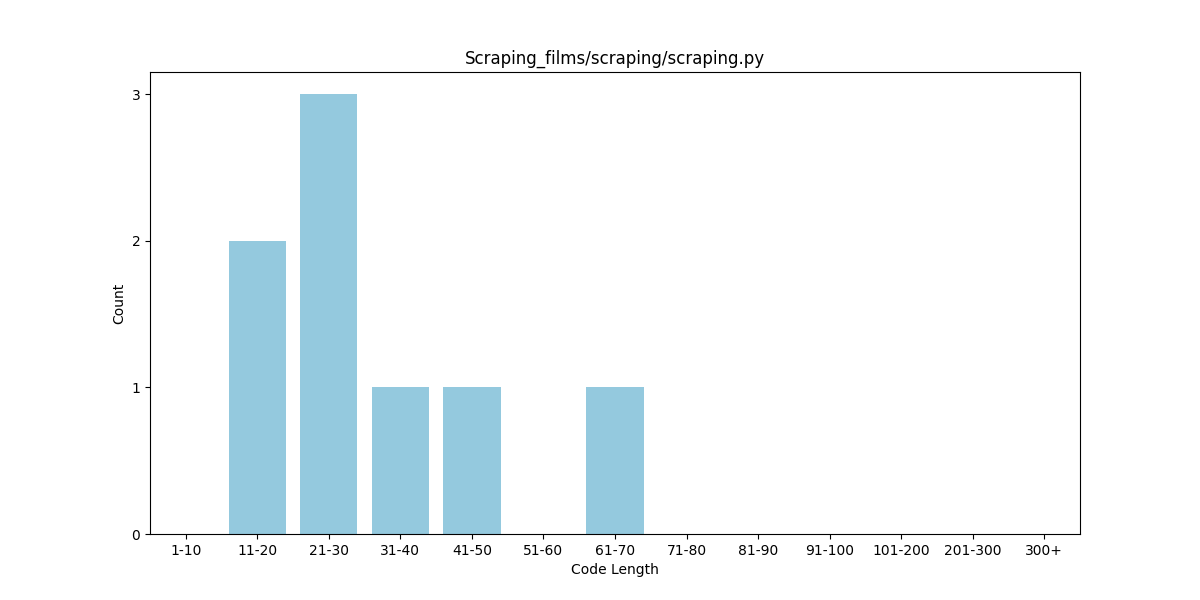 Scraping_films/scraping/scraping.py
3
2
1
0
Count
1-10 11-20 21-30 31-40 41-50 51-60 61-70 71-80 81-90 91-100 101-200 201-300 300+
Code Length